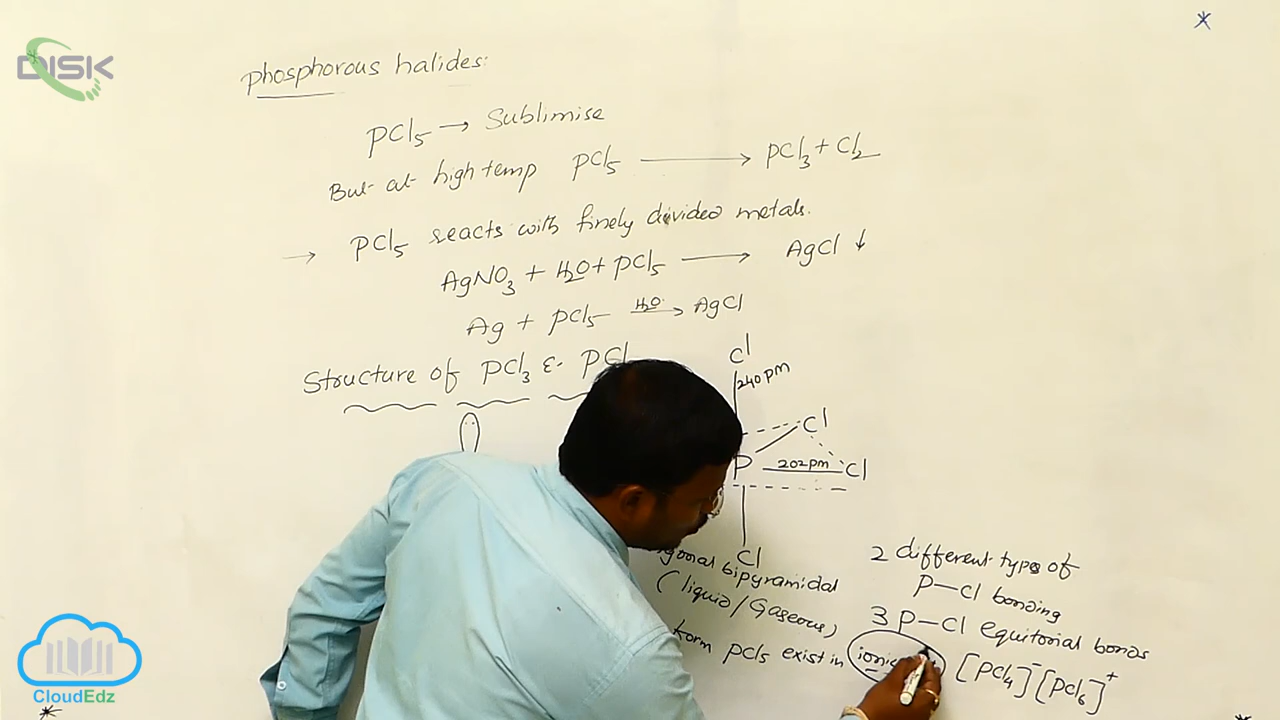 DISK
phosphorous halides:
PCl5 → Sublimise
But at high temp PCl5 → PCl3 + Cl2
→ PCl5 reacts with finely divided metals.
AgNO3 + H2O + PCl5 → AgCl ↓
Ag + PCl5 H2O → AgCl
Structure of PCl3 &
Cl
240 pm
Cl
P 202 pm Cl
Cl
bipyramidal
(liquid/Gaseous)
form PCl5 exist in
2 different types of
P-Cl bonding
3 P-Cl equitorial bonds
[PCl4]- [PCl6]+
CloudEdz